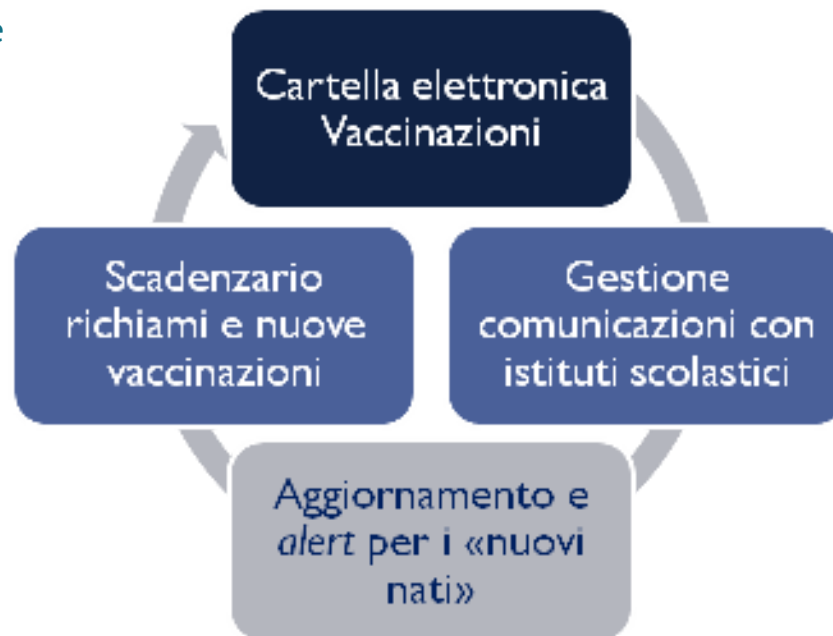 e
Cartella elettronica
Vaccinazioni
Scadenzario
richiami e nuove
vaccinazioni
Gestione
comunicazioni con
istituti scolastici
Aggiornamento e
alert per i «nuovi
nati»